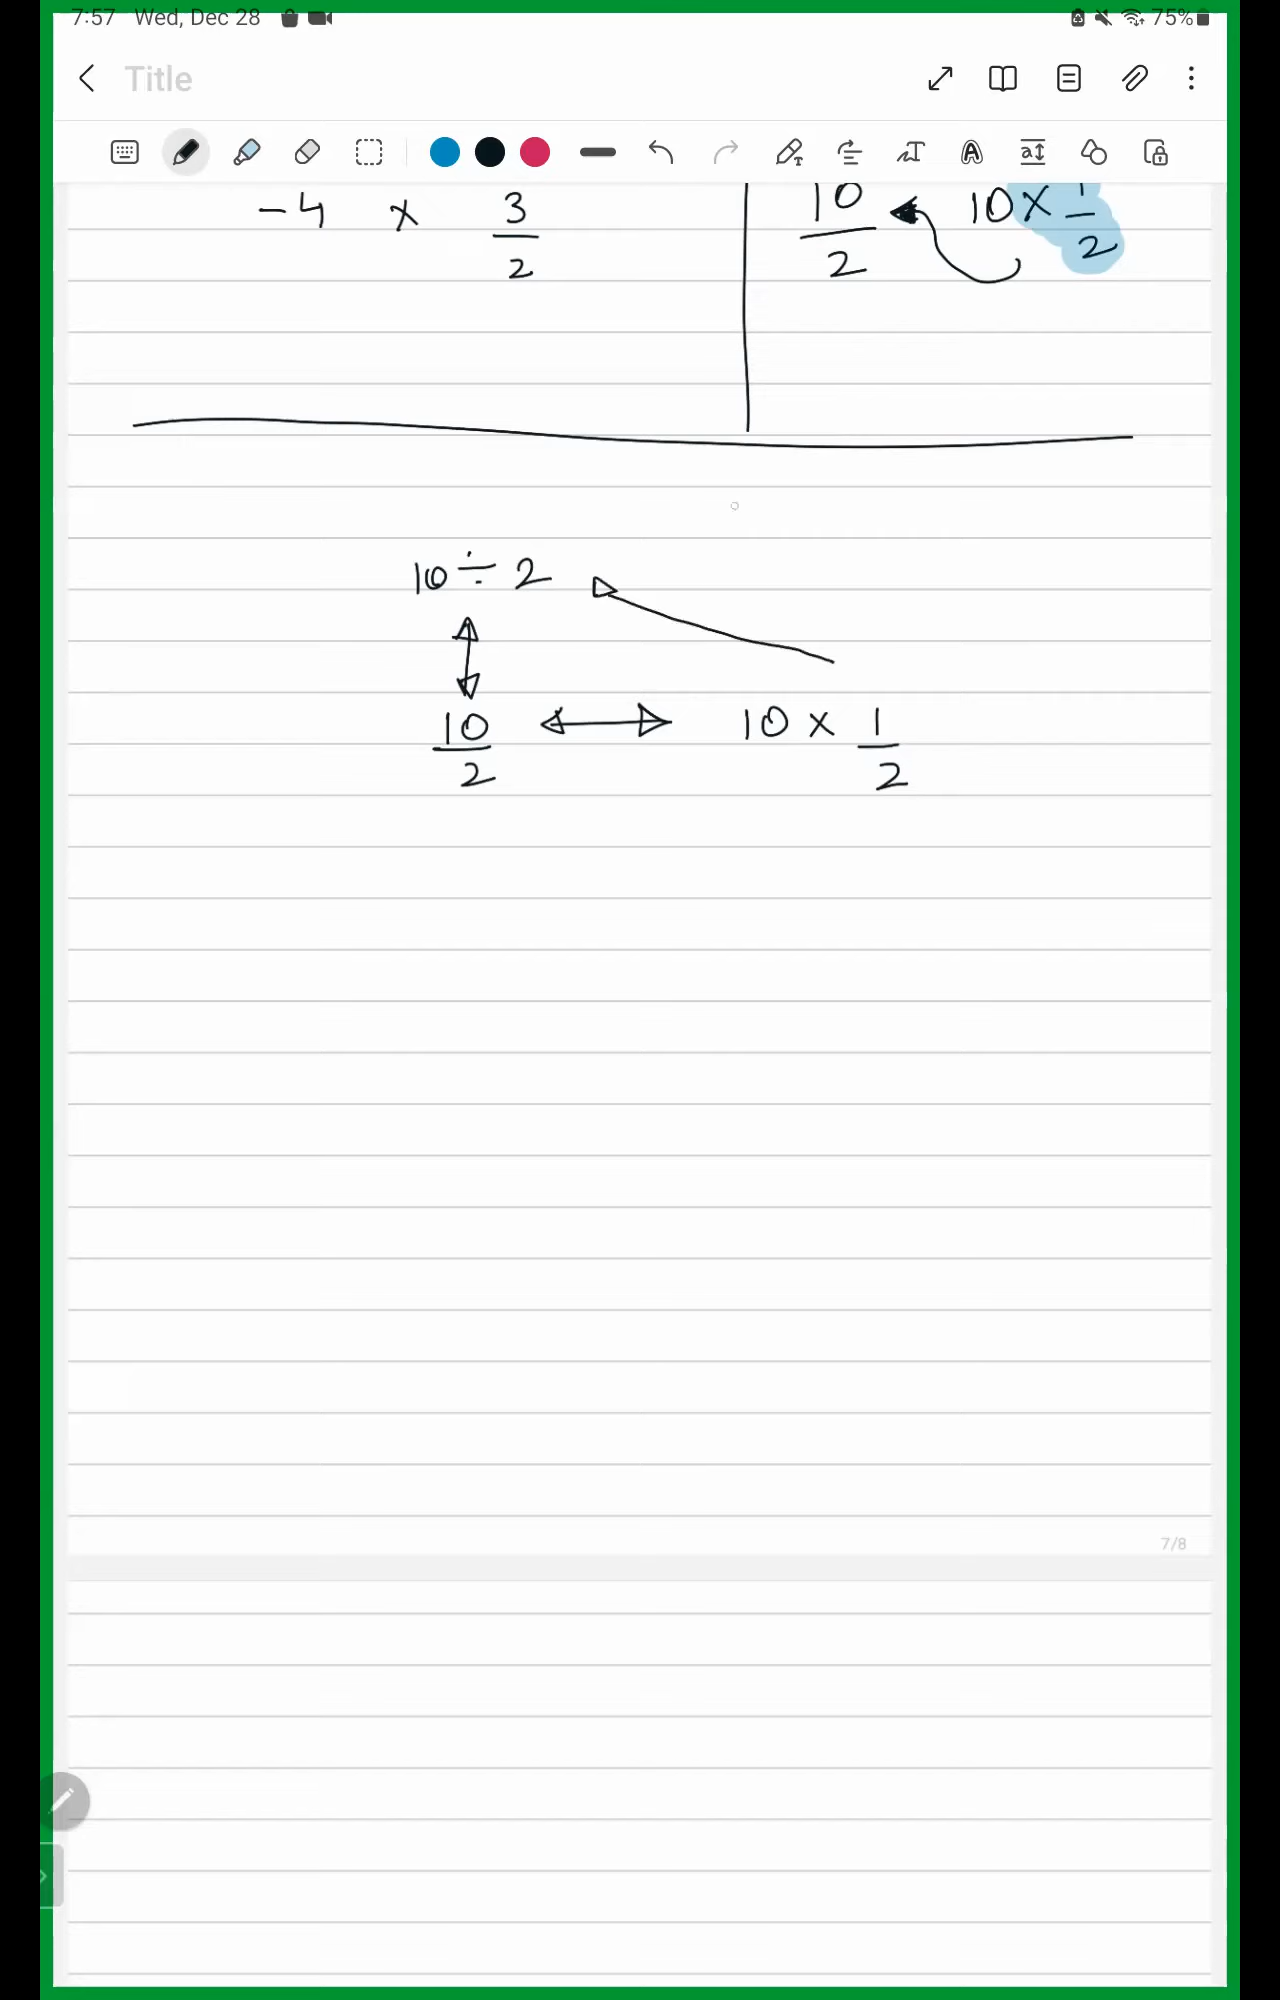 7:57 Wed, Dec 28 75%
Title
-4 × 3/2 10/2 10 × 1/2
10 ÷ 2
10/2 10 × 1/2
7/8